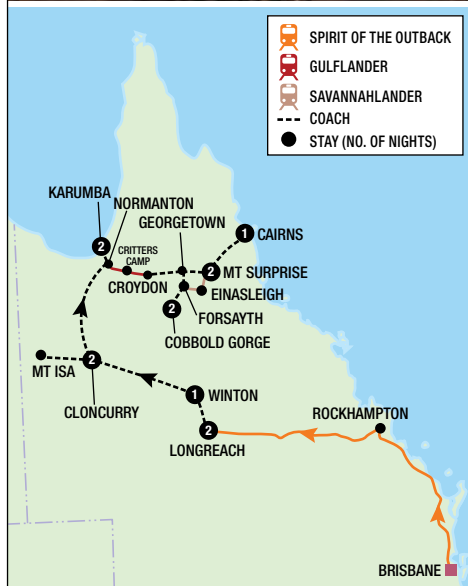 SPIRIT OF THE OUTBACK
GULFLANDER
SAVANNAHLANDER
COACH
STAY (NO. OF NIGHTS)
KARUMBA
NORMANTON
GEORGETOWN
1 CAIRNS
2
CRITTERS
CAMP
2 MT SURPRISE
CROYDON
EINASLEIGH
2
FORSAYTH
COBBOLD GORGE
MT ISA
2
CLONCURRY
1 WINTON
ROCKHAMPTON
2
LONGREACH
BRISBANE